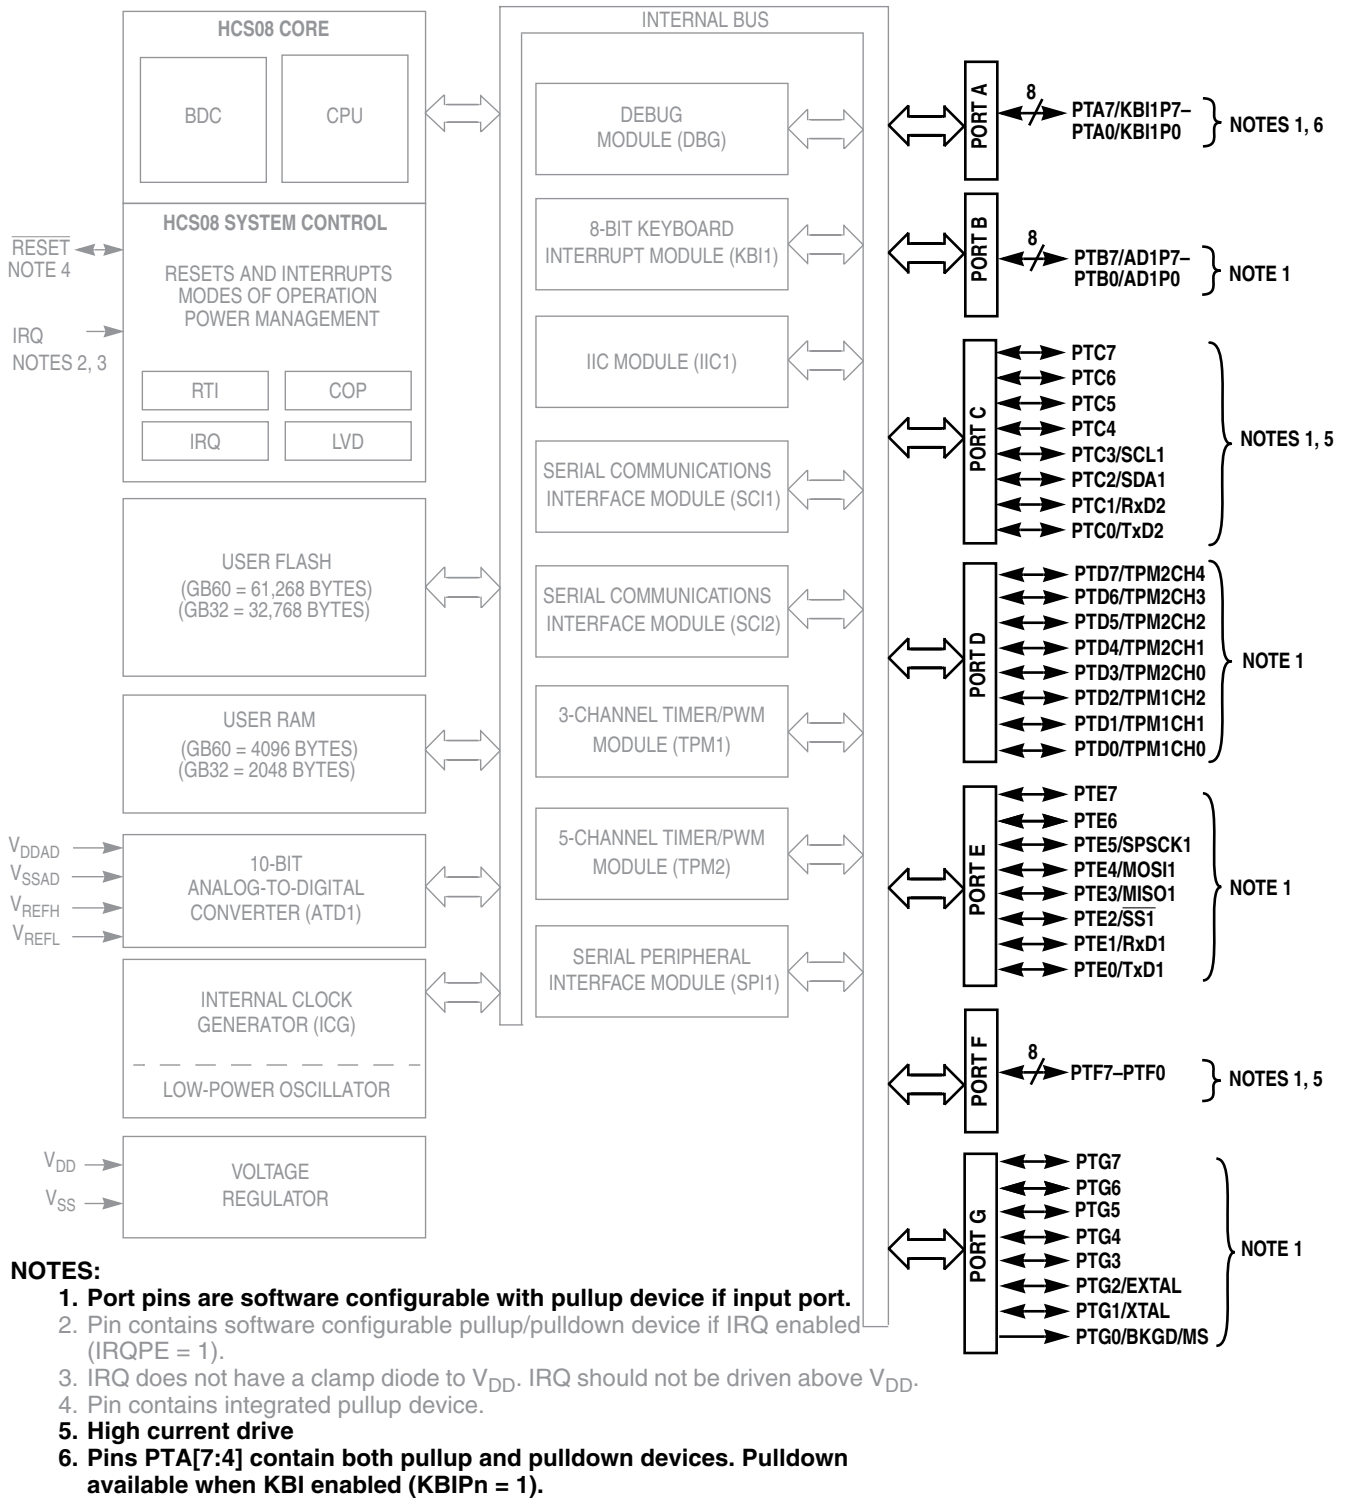 HCS08 CORE
BDC
CPU
HCS08 SYSTEM CONTROL
RESETS AND INTERRUPTS
MODES OF OPERATION
POWER MANAGEMENT
RTI
COP
IRQ
LVD
RESET
NOTE 4
IRQ
NOTES 2, 3
USER FLASH
(GB60 = 61,268 BYTES)
(GB32 = 32,768 BYTES)
USER RAM
(GB60 = 4096 BYTES)
(GB32 = 2048 BYTES)
VDDAD
VSSAD
VREFH
VREFL
10-BIT
ANALOG-TO-DIGITAL
CONVERTER (ATD1)
INTERNAL CLOCK
GENERATOR (ICG)
LOW-POWER OSCILLATOR
VDD
VSS
VOLTAGE
REGULATOR
INTERNAL BUS
DEBUG
MODULE (DBG)
8-BIT KEYBOARD
INTERRUPT MODULE (KBI1)
IIC MODULE (IIC1)
SERIAL COMMUNICATIONS
INTERFACE MODULE (SCI1)
SERIAL COMMUNICATIONS
INTERFACE MODULE (SCI2)
3-CHANNEL TIMER/PWM
MODULE (TPM1)
5-CHANNEL TIMER/PWM
MODULE (TPM2)
SERIAL PERIPHERAL
INTERFACE MODULE (SPI1)
PORT A
8
PTA7/KBI1P7–
PTA0/KBI1P0
NOTES 1, 6
PORT B
8
PTB7/AD1P7–
PTB0/AD1P0
NOTE 1
PORT C
PTC7
PTC6
PTC5
PTC4
PTC3/SCL1
PTC2/SDA1
PTC1/RxD2
PTC0/TxD2
NOTES 1, 5
PORT D
PTD7/TPM2CH4
PTD6/TPM2CH3
PTD5/TPM2CH2
PTD4/TPM2CH1
PTD3/TPM2CH0
PTD2/TPM1CH2
PTD1/TPM1CH1
PTD0/TPM1CH0
NOTE 1
PORT E
PTE7
PTE6
PTE5/SPSCK1
PTE4/MOSI1
PTE3/MISO1
PTE2/SS1
PTE1/RxD1
PTE0/TxD1
NOTE 1
PORT F
8
PTF7–PTF0
NOTES 1, 5
PORT G
PTG7
PTG6
PTG5
PTG4
PTG3
PTG2/EXTAL
PTG1/XTAL
PTG0/BKGD/MS
NOTE 1
NOTES:
1. Port pins are software configurable with pullup device if input port.
2. Pin contains software configurable pullup/pulldown device if IRQ enabled
(IRQPE = 1).
3. IRQ does not have a clamp diode to VDD. IRQ should not be driven above VDD.
4. Pin contains integrated pullup device.
5. High current drive
6. Pins PTA[7:4] contain both pullup and pulldown devices. Pulldown
available when KBI enabled (KBIPn = 1).